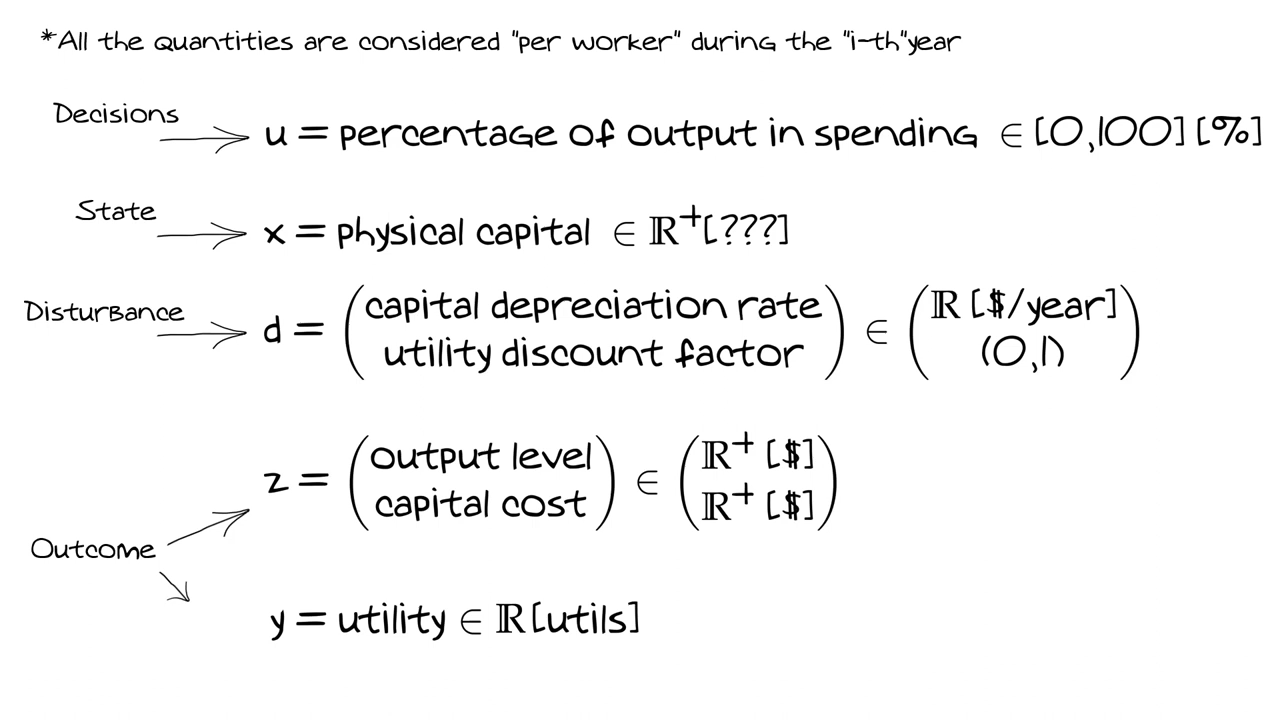 *All the quantities are considered "per worker" during the "i-th"year
Decisions
u = percentage of output in spending ∈ [0,100] [%]
State
x = physical capital ∈ ℝ⁺[???]
Disturbance
d = (capital depreciation rate utility discount factor) ∈ (ℝ [$/year] (0,1))
z = (output level capital cost) ∈ (ℝ⁺ [$] ℝ⁺ [$])
Outcome
y = utility ∈ ℝ[utils]